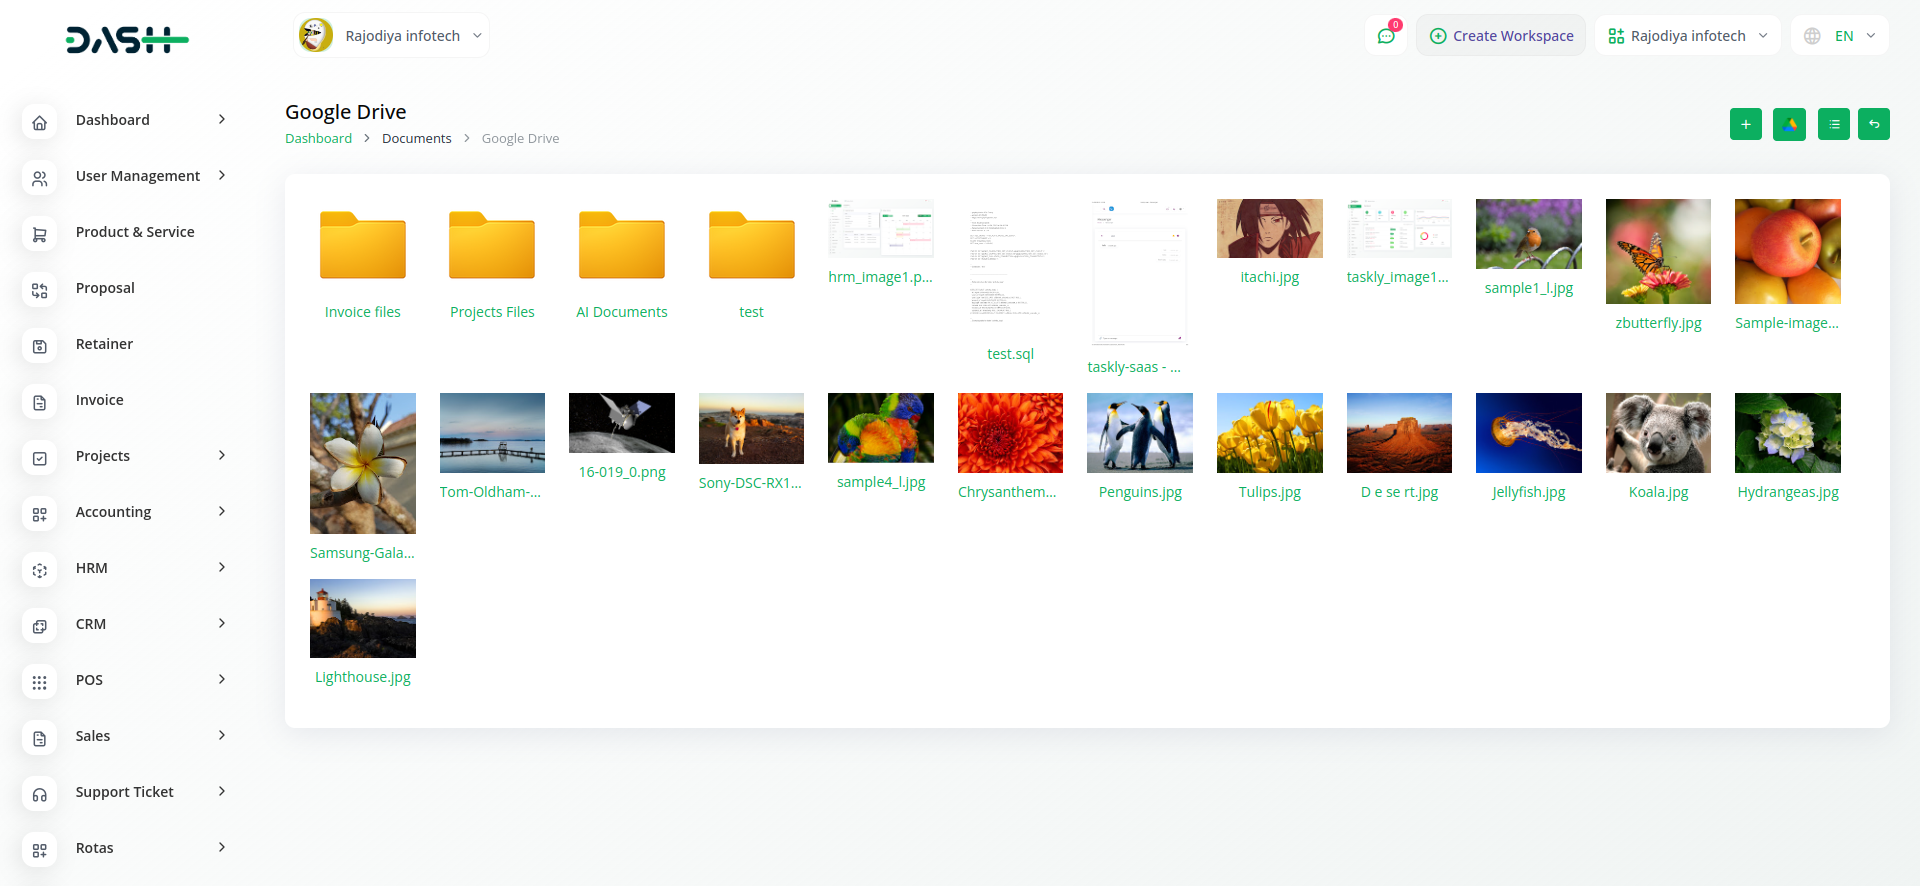 DASH
Rajodiya infotech
0
Create Workspace
Rajodiya infotech
EN
Dashboard
User Management
Product & Service
Proposal
Retainer
Invoice
Projects
Accounting
HRM
CRM
POS
Sales
Support Ticket
Rotas
Google Drive
Dashboard > Documents > Google Drive
Invoice files
Projects Files
AI Documents
test
hrm_image1.p...
test.sql
taskly-saas - ...
itachi.jpg
taskly_image1...
sample1_l.jpg
zbutterfly.jpg
Sample-image...
Samsung-Gala...
Tom-Oldham-...
16-019_0.png
Sony-DSC-RX1...
sample4_l.jpg
Chrysanthem...
Penguins.jpg
Tulips.jpg
D e se rt.jpg
Jellyfish.jpg
Koala.jpg
Hydrangeas.jpg
Lighthouse.jpg